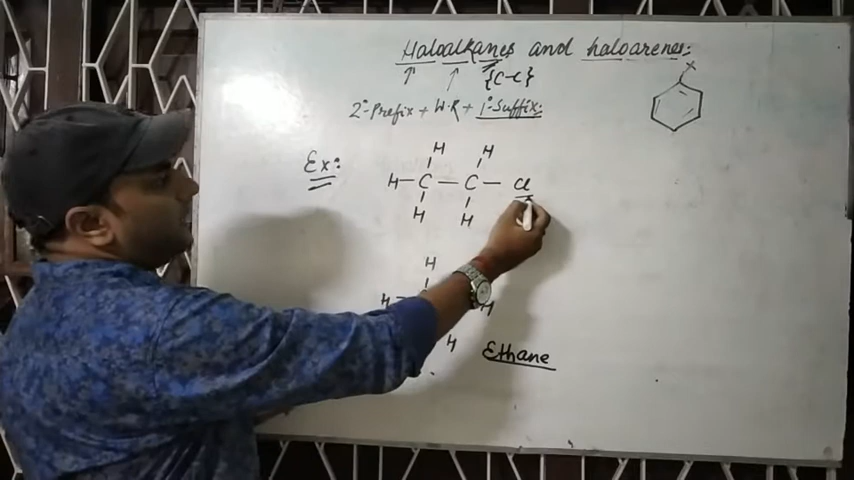 Haloalkanes and haloarenes:
{C-C}
X
2°-Prefix + W.R + 1°-Suffix:
Ex:
H H
H-C-C-Cl
H H
H
H H
H
Ethane